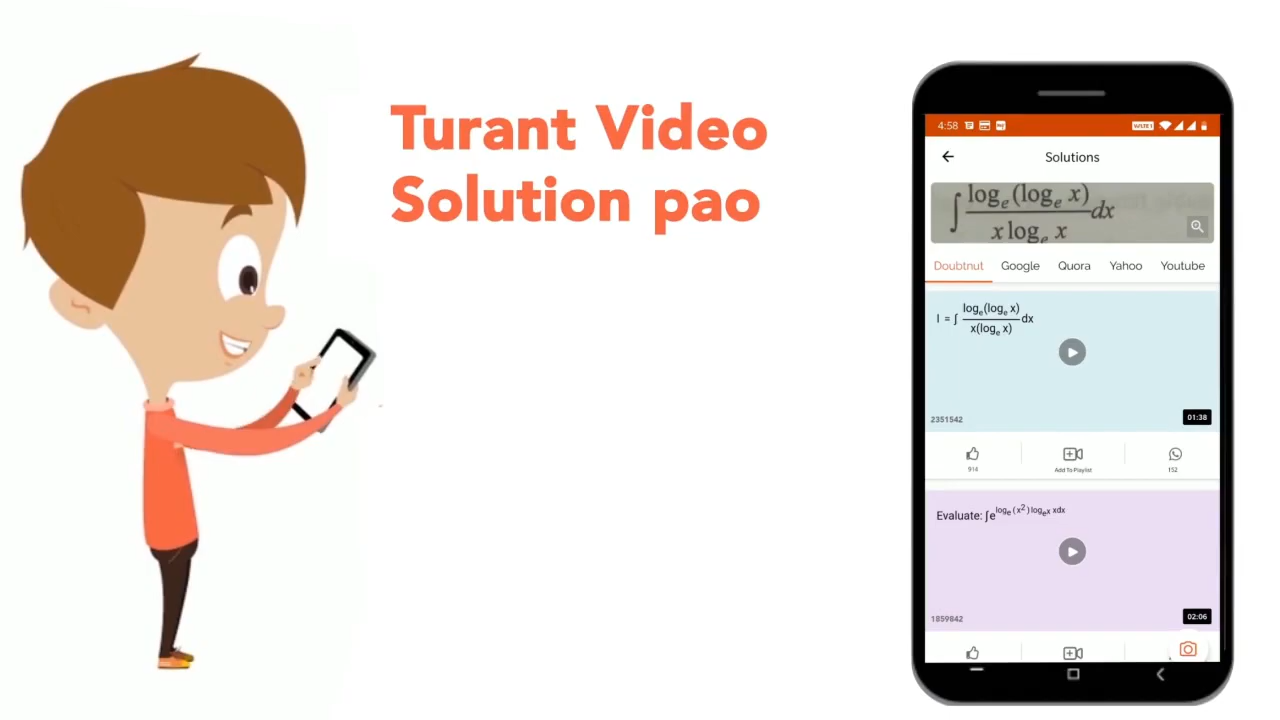 Turant Video
Solution pao
4:58
Solutions
∫ logₑ(logₑ x) / x logₑ x dx
Doubtnut Google Quora Yahoo Youtube
I = ∫ logₑ(logₑ x) / x(logₑ x) dx
2351542
01:38
914
Add To Playlist
152
Evaluate: ∫e^logₑ(x²)logₑx xdx
1859842
02:06